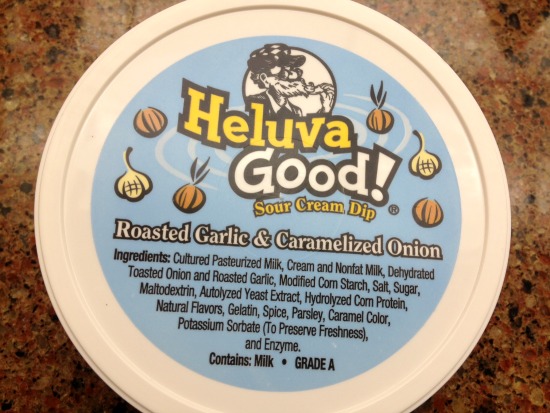 Heluva
Good!
Sour Cream Dip ®
Roasted Garlic & Caramelized Onion
Ingredients: Cultured Pasteurized Milk, Cream and Nonfat Milk, Dehydrated
Toasted Onion and Roasted Garlic, Modified Corn Starch, Salt, Sugar,
Maltodextrin, Autolyzed Yeast Extract, Hydrolyzed Corn Protein,
Natural Flavors, Gelatin, Spice, Parsley, Caramel Color,
Potassium Sorbate (To Preserve Freshness),
and Enzyme.
Contains: Milk • GRADE A